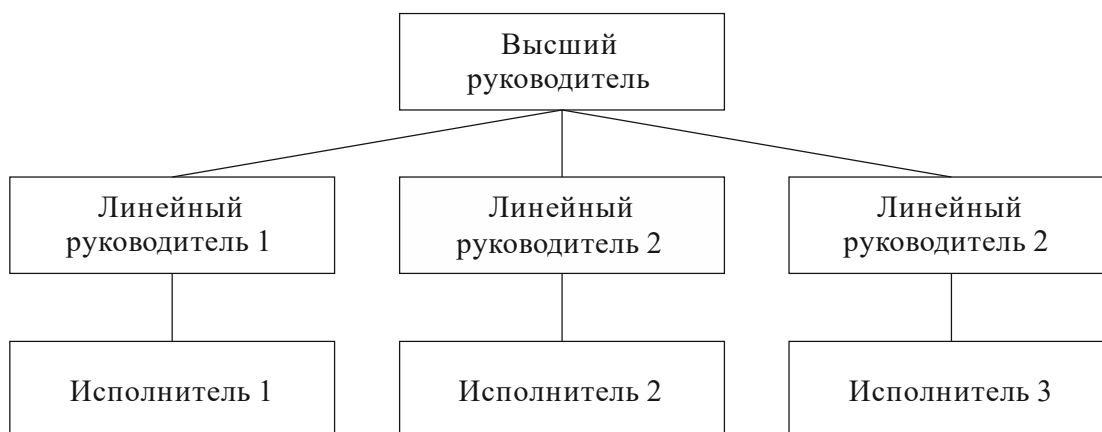 Высший
руководитель
Линейный
руководитель 1
Линейный
руководитель 2
Линейный
руководитель 2
Исполнитель 1
Исполнитель 2
Исполнитель 3